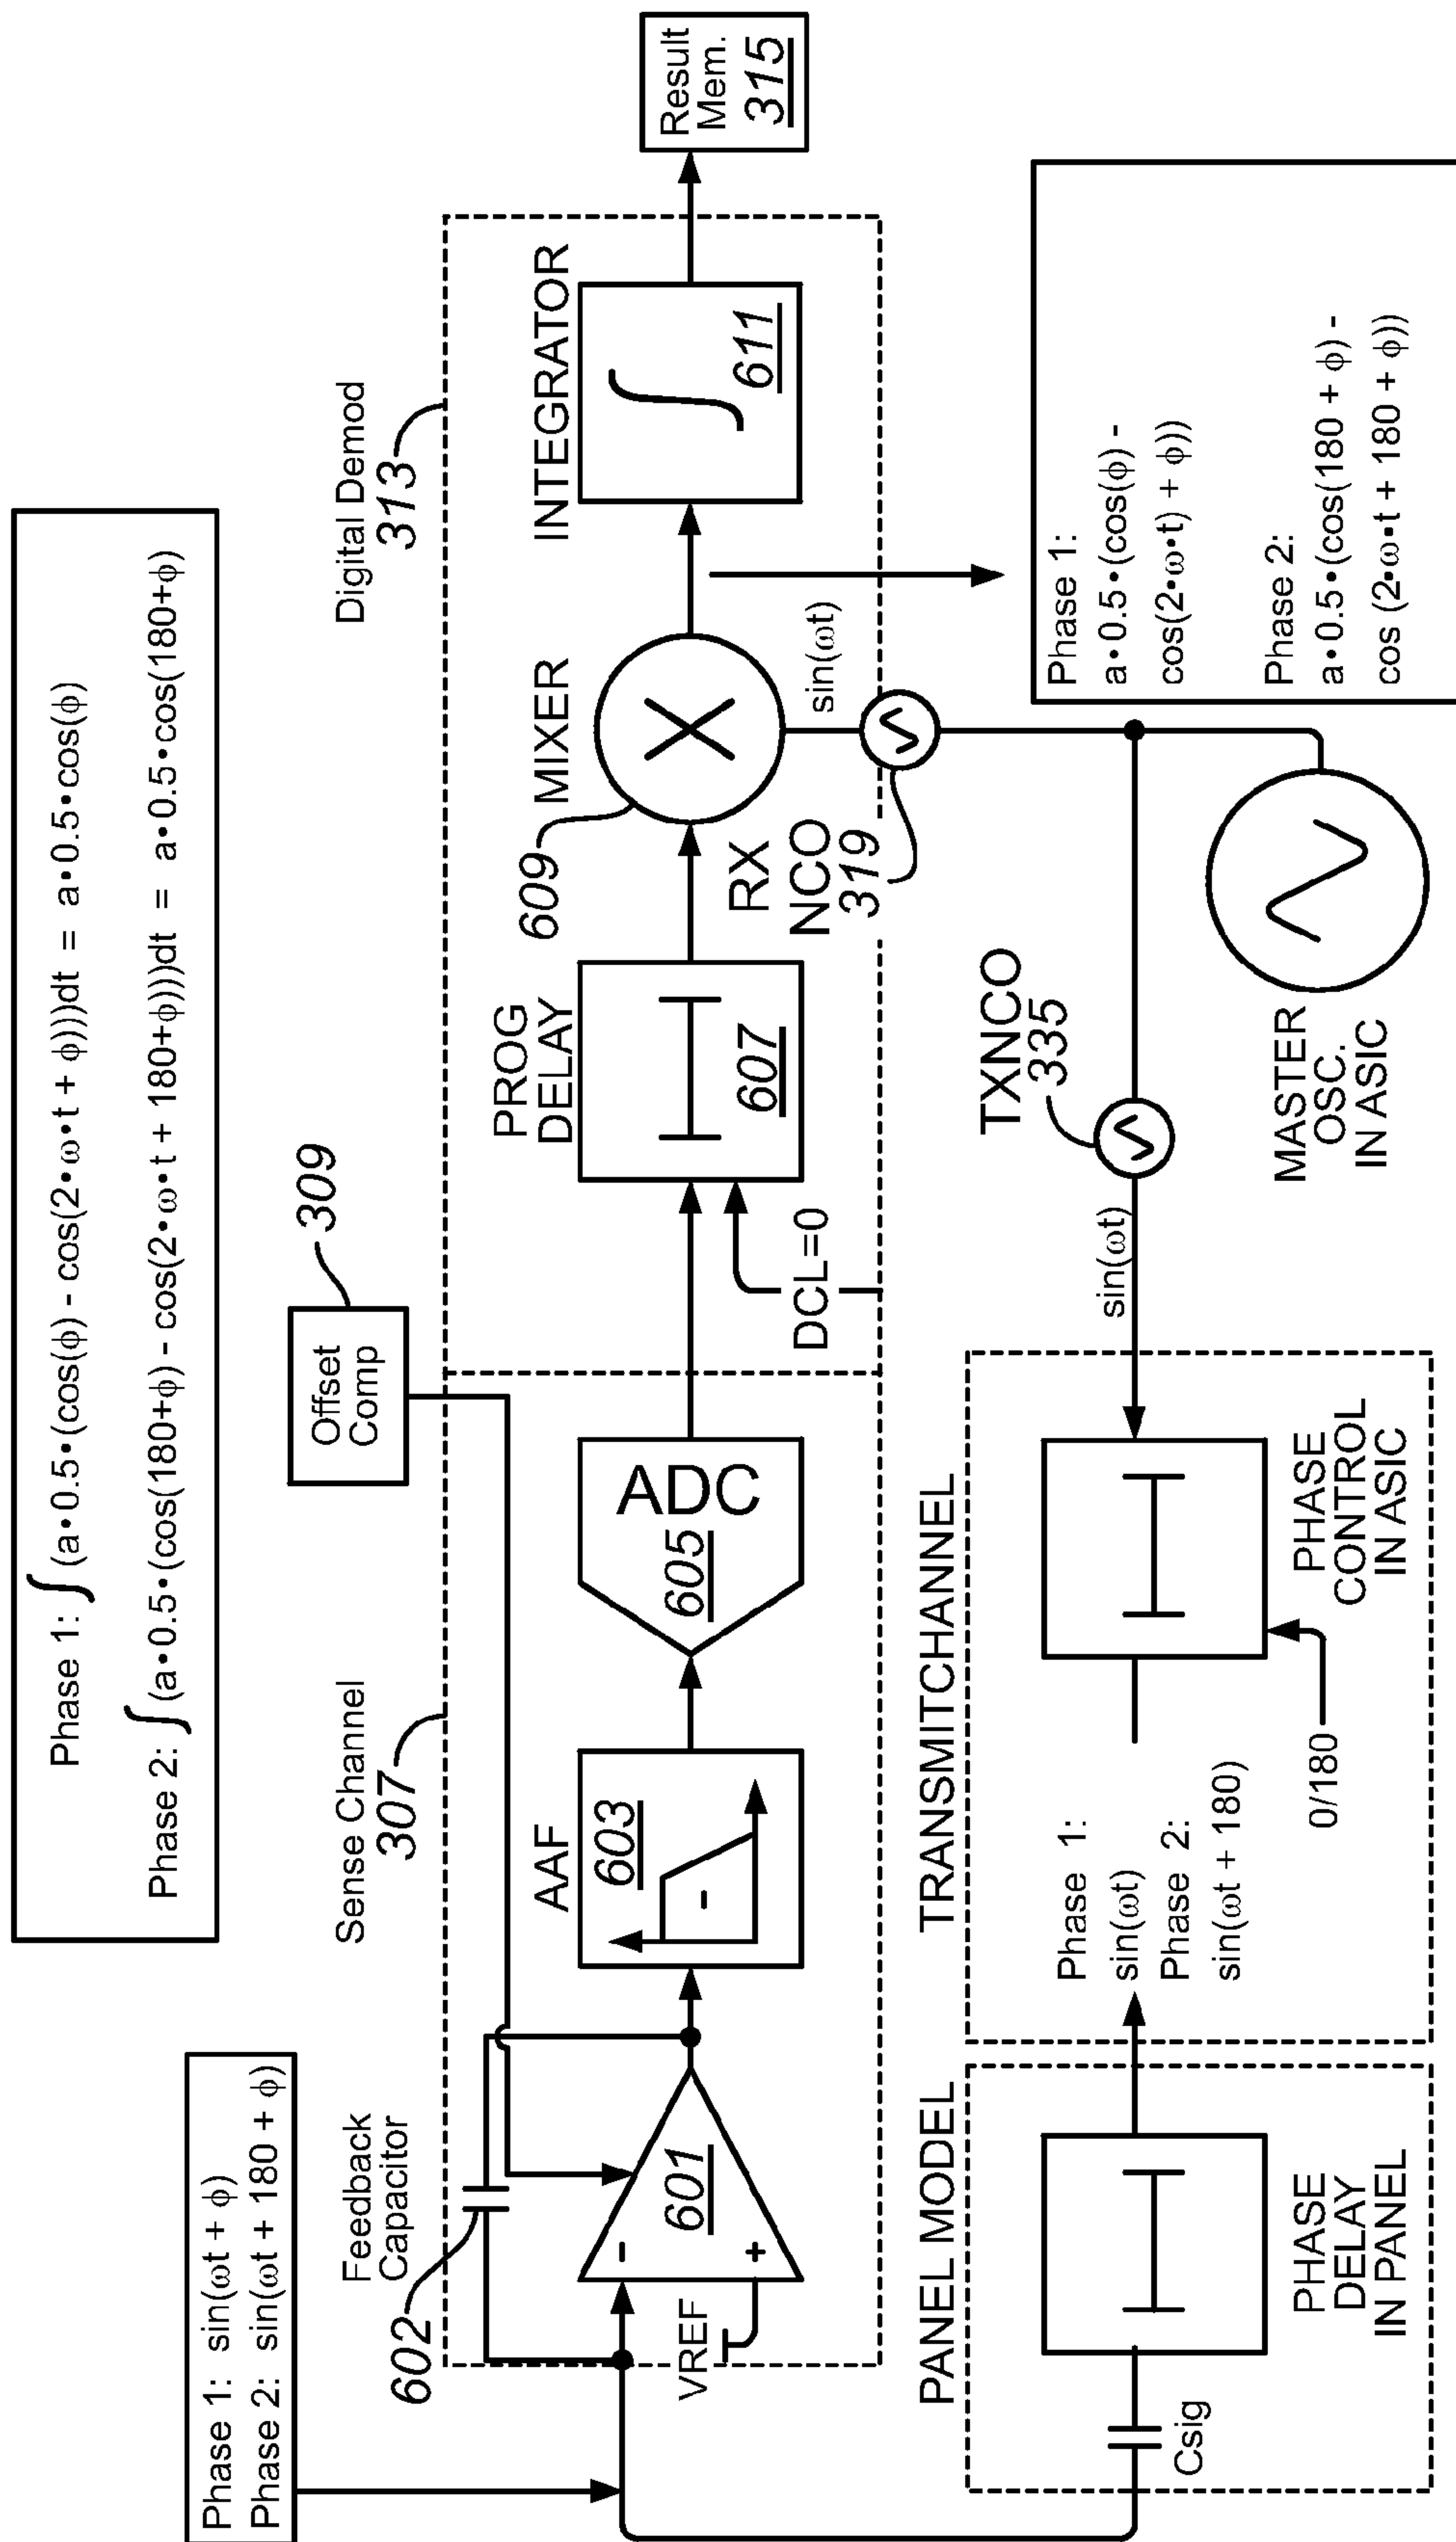 Phase 1: ∫ (a•0.5•(cos(ϕ) - cos(2•ω•t + ϕ)))dt = a•0.5•cos(ϕ)
Phase 2: ∫ (a•0.5•(cos(180+ϕ) - cos(2•ω•t + 180+ϕ)))dt = a•0.5•cos(180+ϕ)
Phase 1: sin(ωt + ϕ)
Phase 2: sin(ωt + 180 + ϕ)
Offset
Comp
309
Sense Channel
307
Digital Demod
313
Feedback
Capacitor
602
601
-
+
VREF
AAF
603
-
ADC
605
PROG
DELAY
607
DCL=0
MIXER
609
RX
NCO
319
sin(ωt)
INTEGRATOR
∫
611
Result
Mem.
315
PANEL MODEL
Csig
PHASE
DELAY
IN PANEL
TRANSMITCHANNEL
Phase 1:
sin(ωt)
Phase 2:
sin(ωt + 180)
0/180
PHASE
CONTROL
IN ASIC
sin(ωt)
TXNCO
335
MASTER
OSC.
IN ASIC
Phase 1:
a•0.5•(cos(ϕ) -
cos(2•ω•t) + ϕ))
Phase 2:
a•0.5•(cos(180 + ϕ) -
cos (2•ω•t + 180 + ϕ))